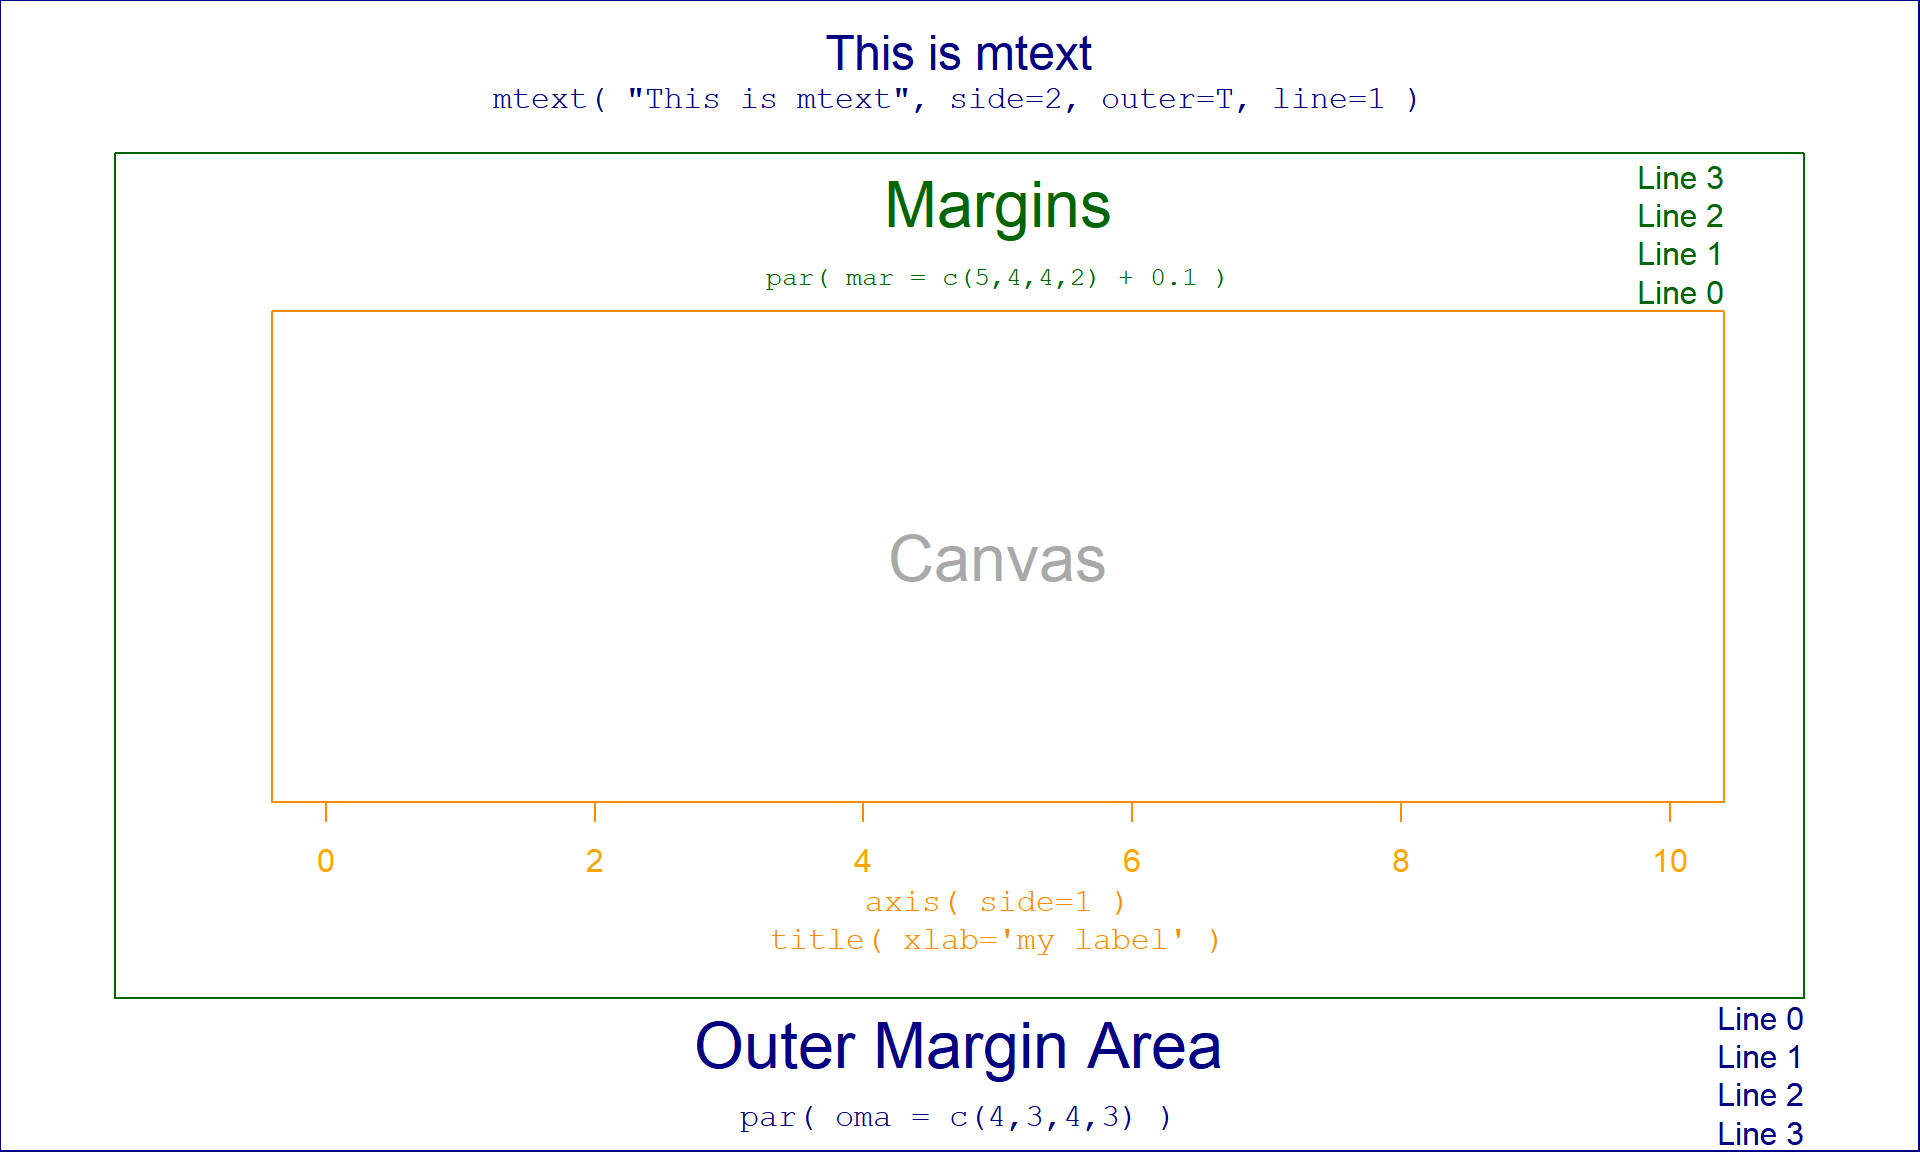 This is mtext
mtext( "This is mtext", side=2, outer=T, line=1 )
Margins
par( mar = c(5,4,4,2) + 0.1 )
Line 3
Line 2
Line 1
Line 0
Canvas
0 2 4 6 8 10
axis( side=1 )
title( xlab='my label' )
Outer Margin Area
par( oma = c(4,3,4,3) )
Line 0
Line 1
Line 2
Line 3